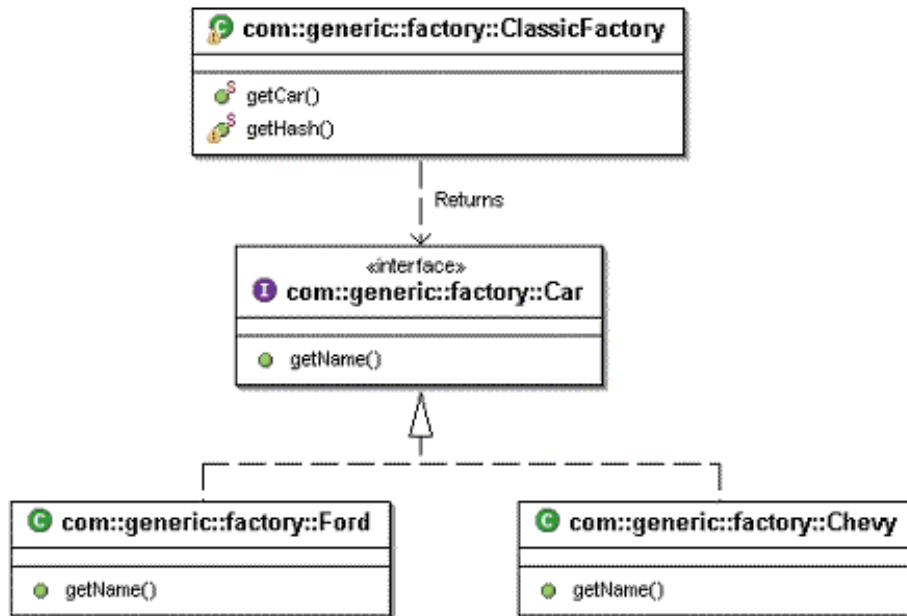 com::generic::factory::ClassicFactory
S getCar()
S getHash()
Returns
«interface»
I com::generic::factory::Car
getName()
C com::generic::factory::Ford
getName()
C com::generic::factory::Chevy
getName()